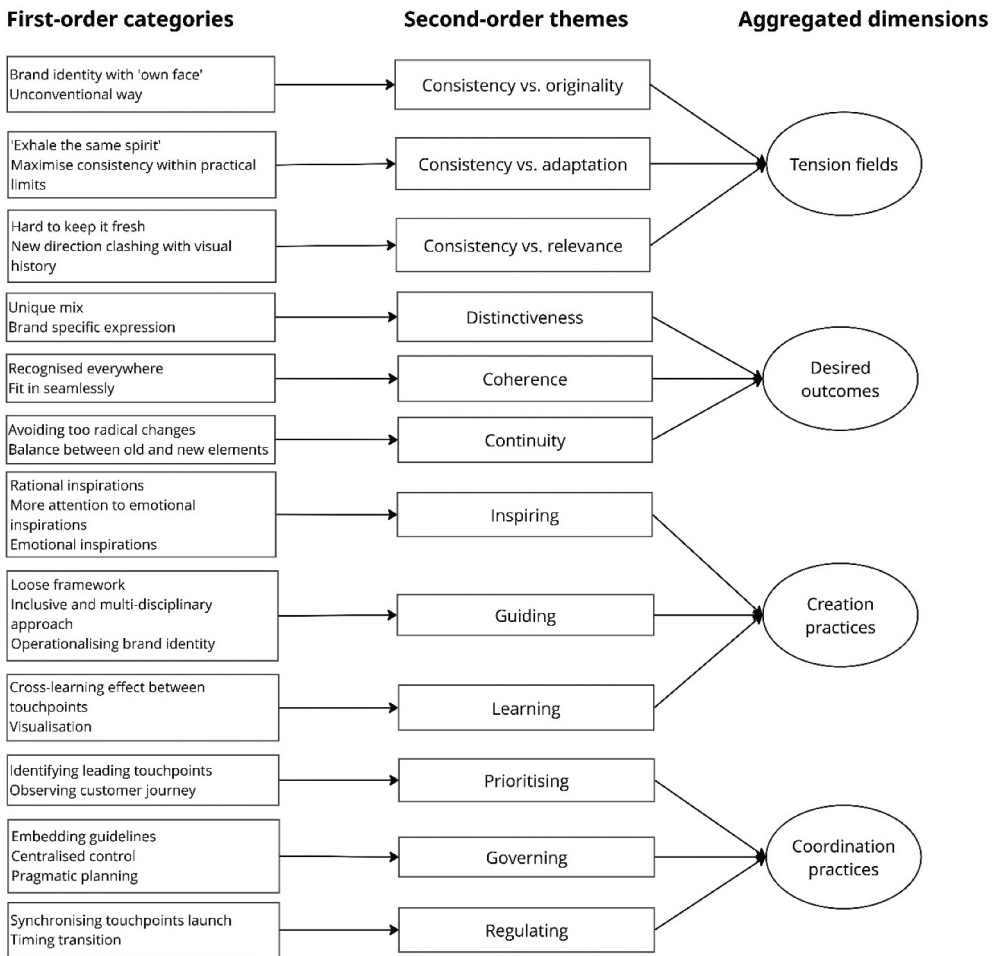 First-order categories
Second-order themes
Aggregated dimensions
Brand identity with 'own face'
Unconventional way
Consistency vs. originality
'Exhale the same spirit'
Maximise consistency within practical
limits
Consistency vs. adaptation
Tension fields
Hard to keep it fresh
New direction clashing with visual
history
Consistency vs. relevance
Unique mix
Brand specific expression
Distinctiveness
Recognised everywhere
Fit in seamlessly
Coherence
Desired
outcomes
Avoiding too radical changes
Balance between old and new elements
Continuity
Rational inspirations
More attention to emotional
inspirations
Emotional inspirations
Inspiring
Loose framework
Inclusive and multi-disciplinary
approach
Operationalising brand identity
Guiding
Creation
practices
Cross-learning effect between
touchpoints
Visualisation
Learning
Identifying leading touchpoints
Observing customer journey
Prioritising
Embedding guidelines
Centralised control
Pragmatic planning
Governing
Coordination
practices
Synchronising touchpoints launch
Timing transition
Regulating